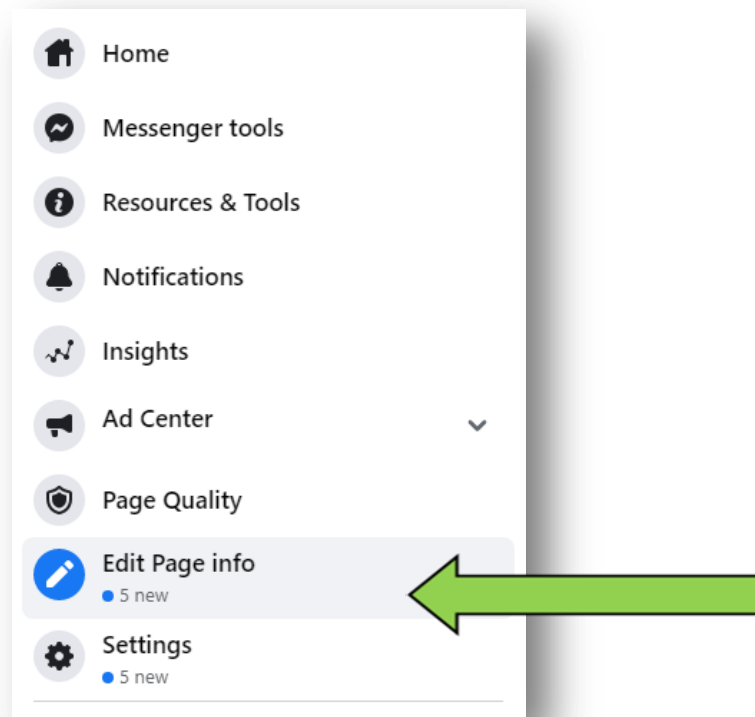 Home
Messenger tools
Resources & Tools
Notifications
Insights
Ad Center
Page Quality
Edit Page info
5 new
Settings
5 new